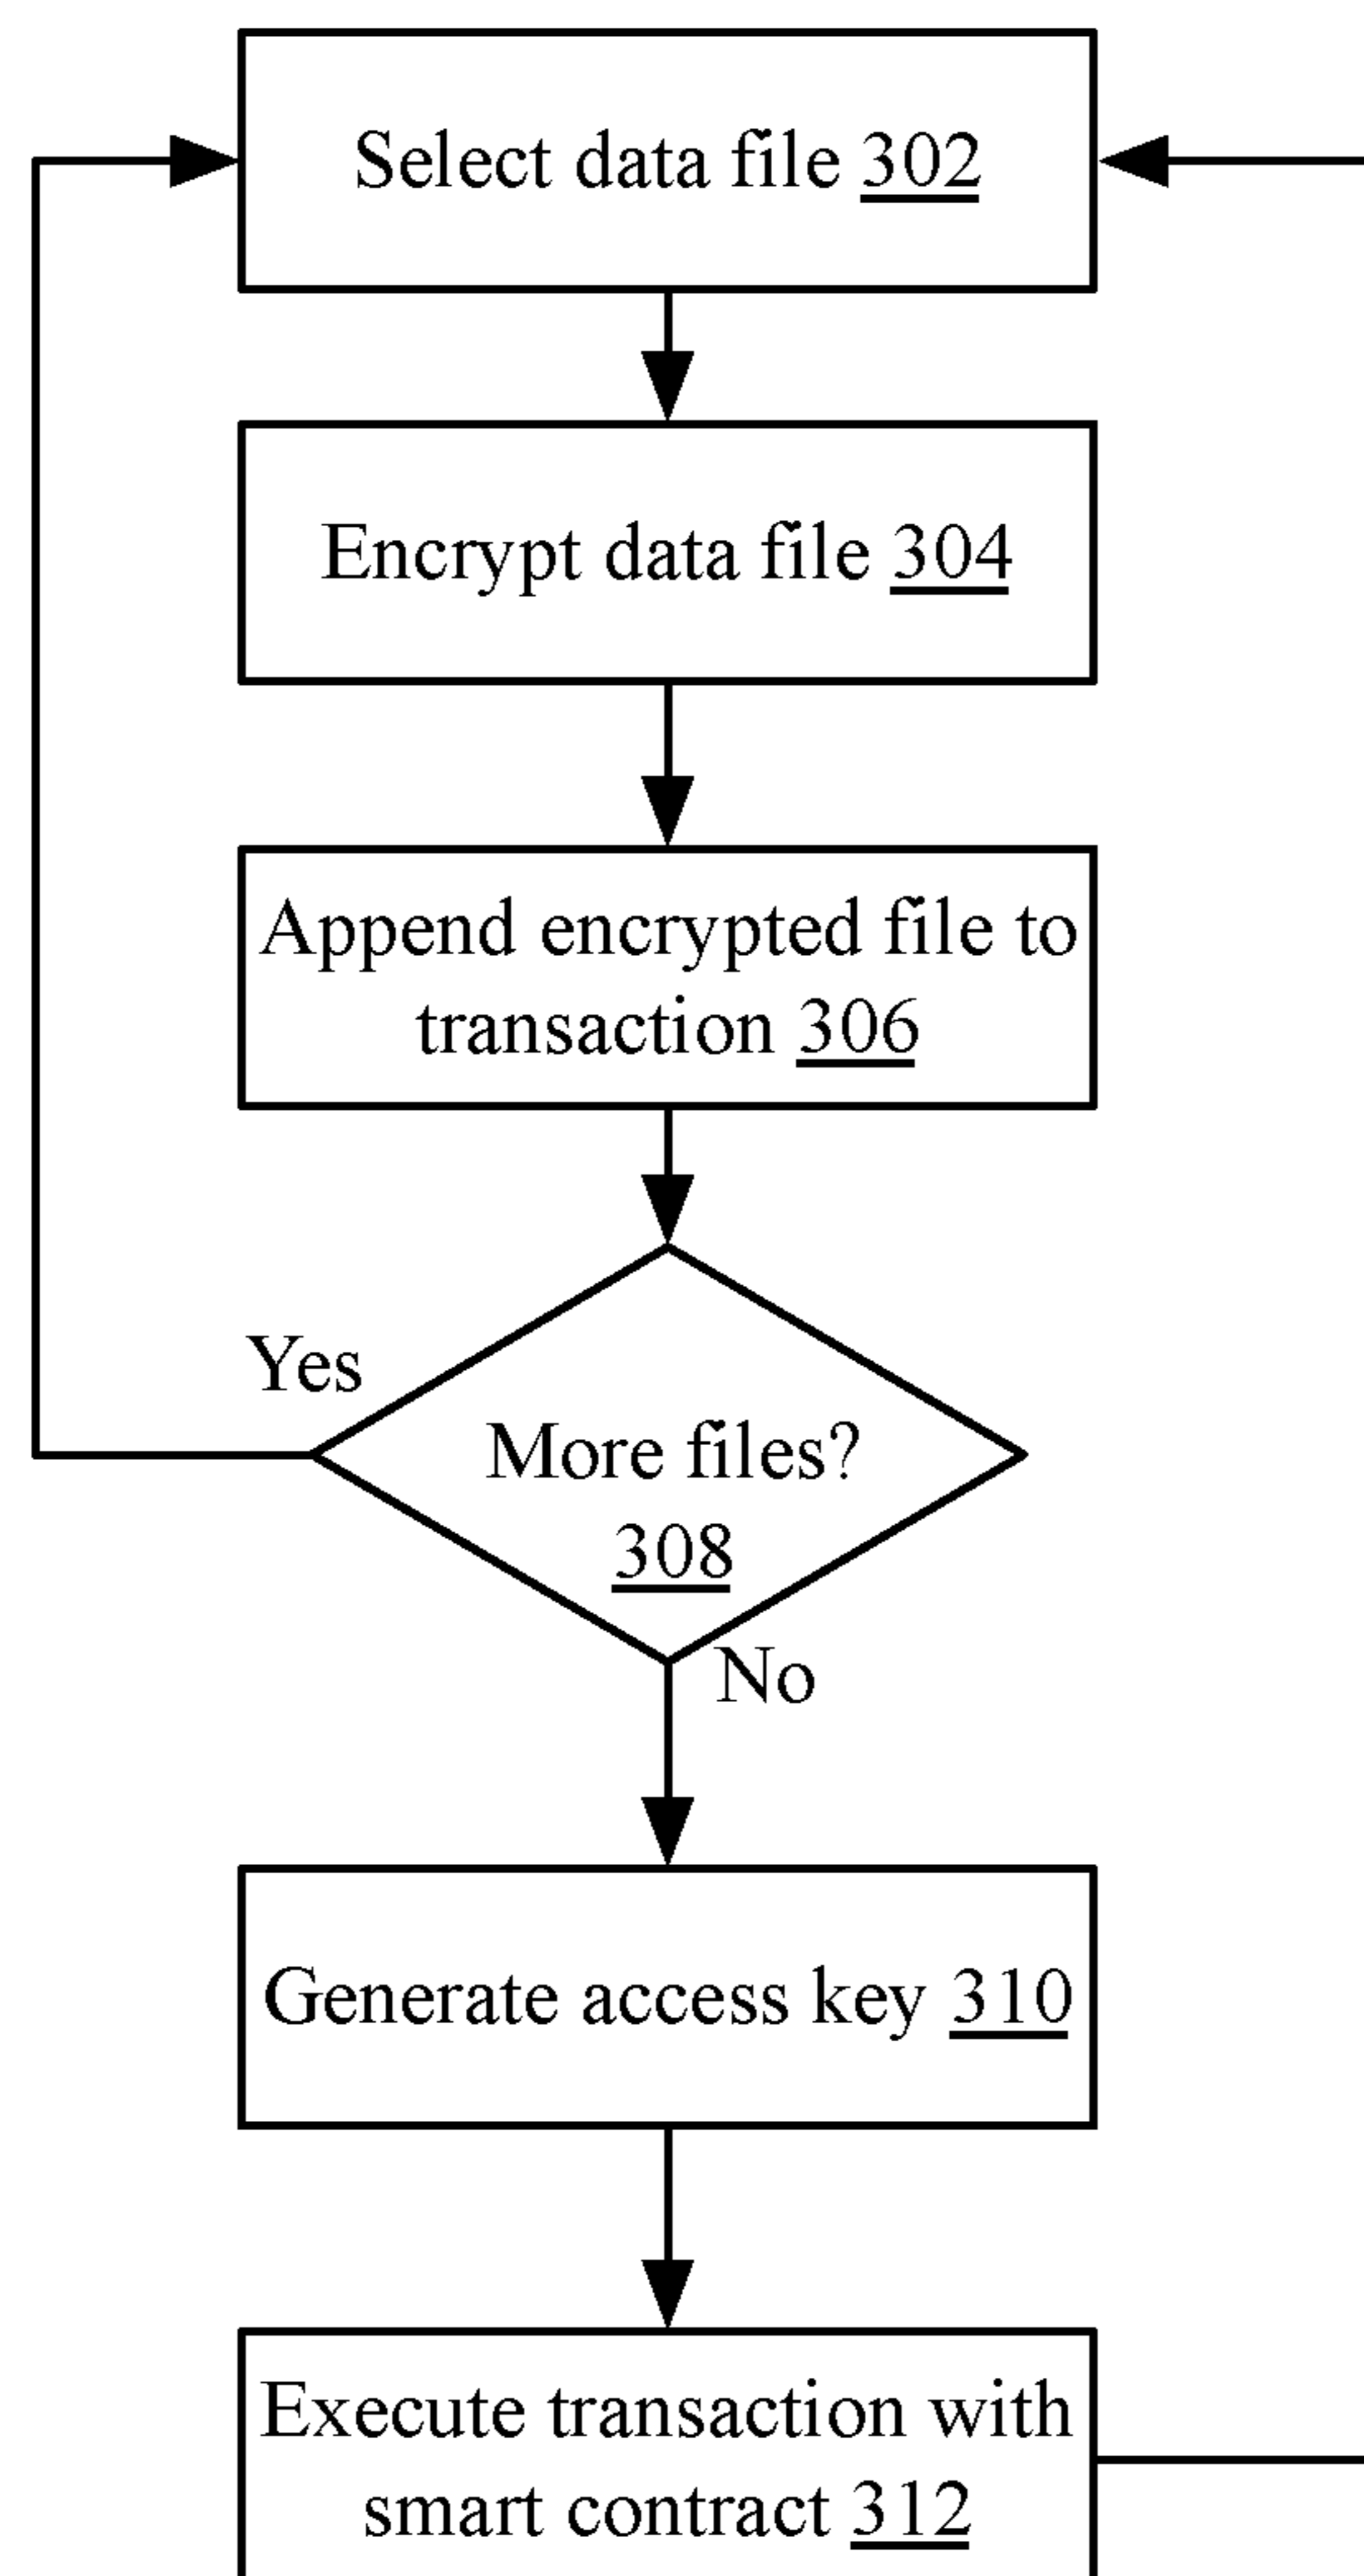 Select data file 302
Encrypt data file 304
Append encrypted file to
transaction 306
Yes
More files?
308
No
Generate access key 310
Execute transaction with
smart contract 312